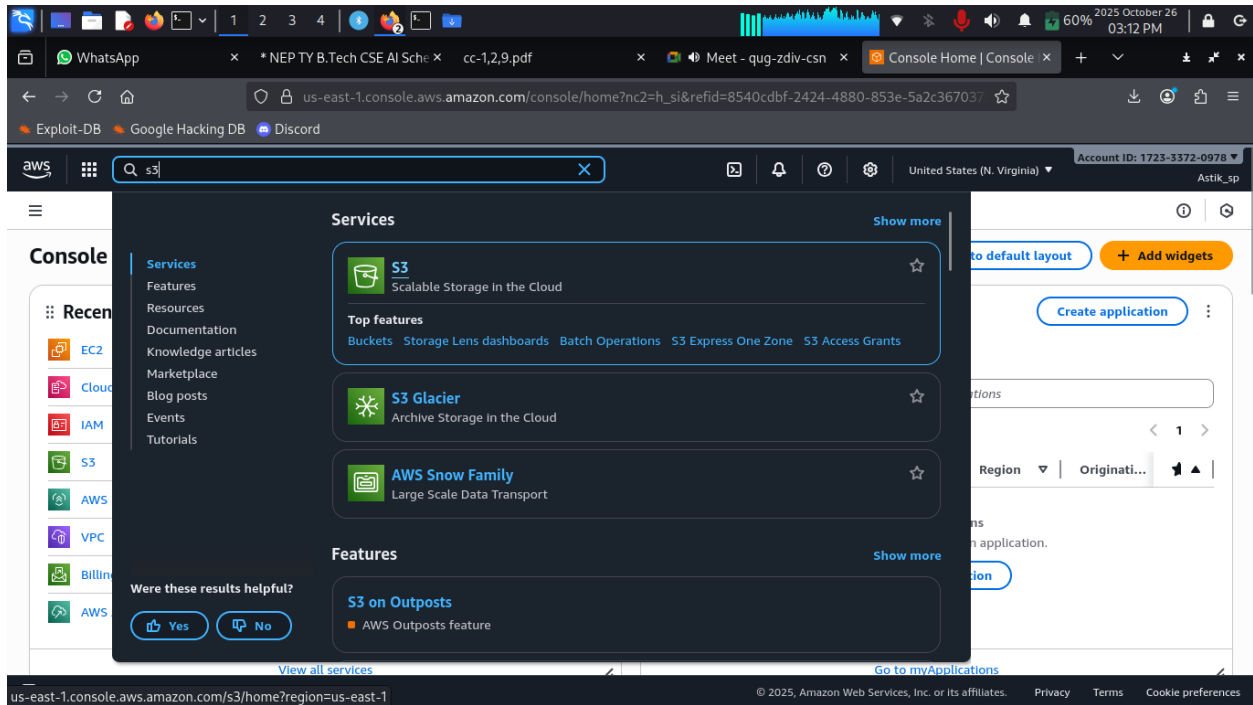 1 2 3 4
2
60%
2025 October 26
03:12 PM
WhatsApp
* NEP TY B.Tech CSE AI Sche
cc-1,2,9.pdf
Meet - qug-zdiv-csn
Console Home | Console
us-east-1.console.aws.amazon.com/console/home?nc2=h_si&refid=8540cdbf-2424-4880-853e-5a2c367037
Exploit-DB
Google Hacking DB
Discord
aws
s3
United States (N. Virginia)
Account ID: 1723-3372-0978
Astik_sp
Console
to default layout
Add widgets
Recen
EC2
Cloud
IAM
S3
AWS
VPC
Billin
AWS
Services
Features
Resources
Documentation
Knowledge articles
Marketplace
Blog posts
Events
Tutorials
Were these results helpful?
Yes
No
Services
Show more
S3
Scalable Storage in the Cloud
Top features
Buckets Storage Lens dashboards Batch Operations S3 Express One Zone S3 Access Grants
S3 Glacier
Archive Storage in the Cloud
AWS Snow Family
Large Scale Data Transport
Features
Show more
S3 on Outposts
AWS Outposts feature
Create application
1
Region
Originati...
n application.
View all services
Go to myApplications
us-east-1.console.aws.amazon.com/s3/home?region=us-east-1
© 2025, Amazon Web Services, Inc. or its affiliates. Privacy Terms Cookie preferences